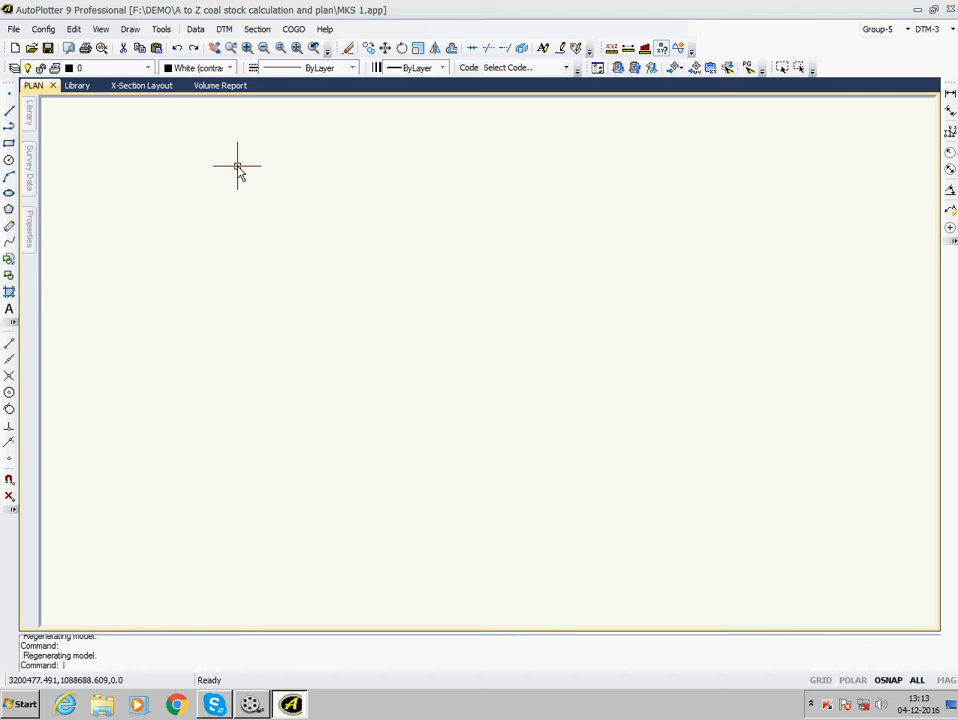 AutoPlotter 9 Professional [F:\DEMO\A to Z coal stock calculation and plan\MKS 1.app]
File Config Edit View Draw Tools Data DTM Section COGO Help Group-5 DTM-3
0 White (contra: ByLayer ByLayer Code Select Code..
PLAN Library X-Section Layout Volume Report
Library
Survey Data
Properties
Regenerating model.
Command:
Regenerating model.
Command:
3200477.491,1088688.609,0.0 Ready GRID POLAR OSNAP ALL MAG
Start 13:13
04-12-2016